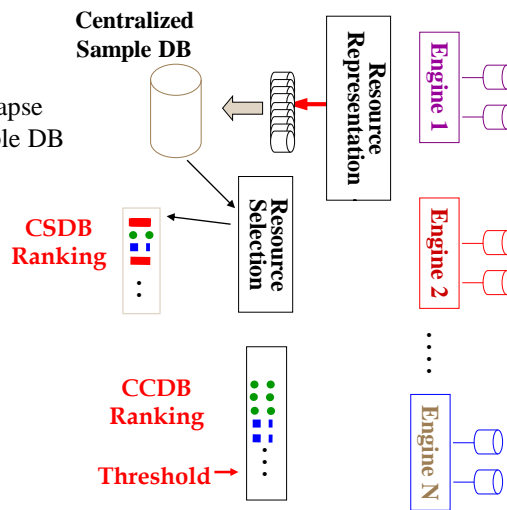 Centralized
Sample DB
apse
ple DB
Resource
Representation
Engine 1
CSDB
Ranking
Resource
Selection
Engine 2
CCDB
Ranking
Threshold
Engine N